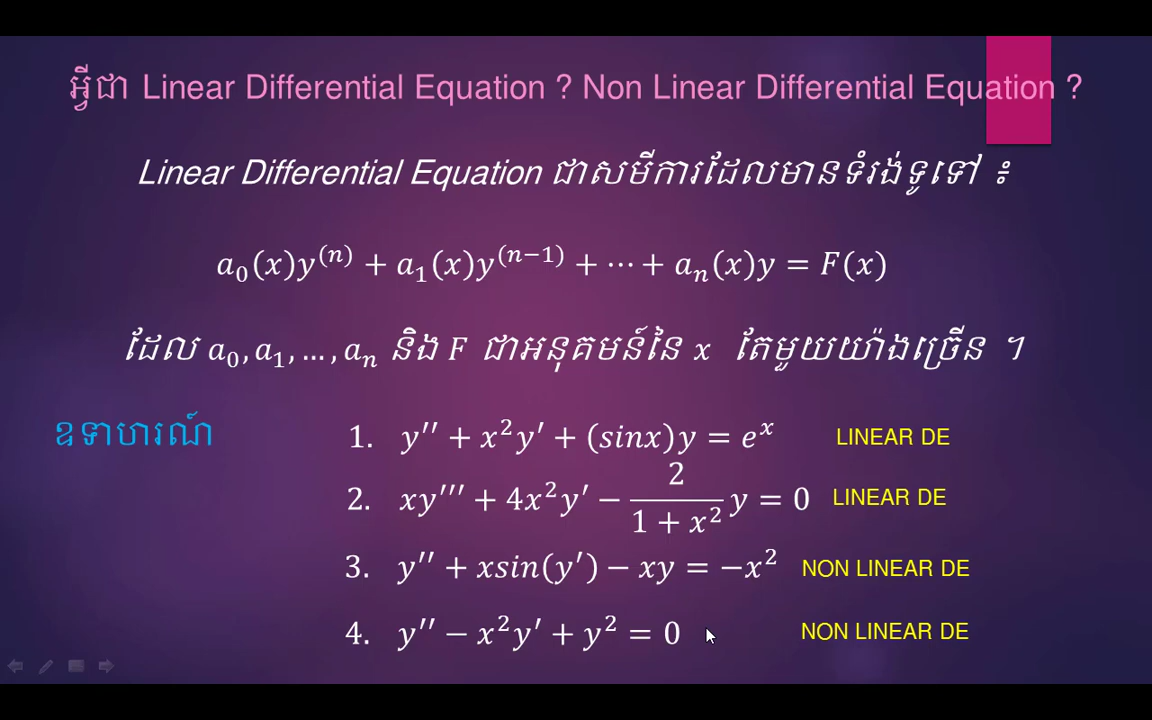 អ្វីជា Linear Differential Equation ? Non Linear Differential Equation ?
Linear Differential Equation ជាសមីការដែលមានទំរង់ទូទៅ ៖
a₀(x)y⁽ⁿ⁾ + a₁(x)y⁽ⁿ⁻¹⁾ + ⋯ + aₙ(x)y = F(x)
ដែល a₀, a₁, …, aₙ និង F ជាអនុគមន៍នៃ x តែមួយយ៉ាងច្រើន ។
ឧទាហរណ៍
1. y′′ + x²y′ + (sinx)y = eˣ LINEAR DE
2. xy′′′ + 4x²y′ − 2/(1 + x²) y = 0 LINEAR DE
3. y′′ + xsin(y′) − xy = −x² NON LINEAR DE
4. y′′ − x²y′ + y² = 0 NON LINEAR DE